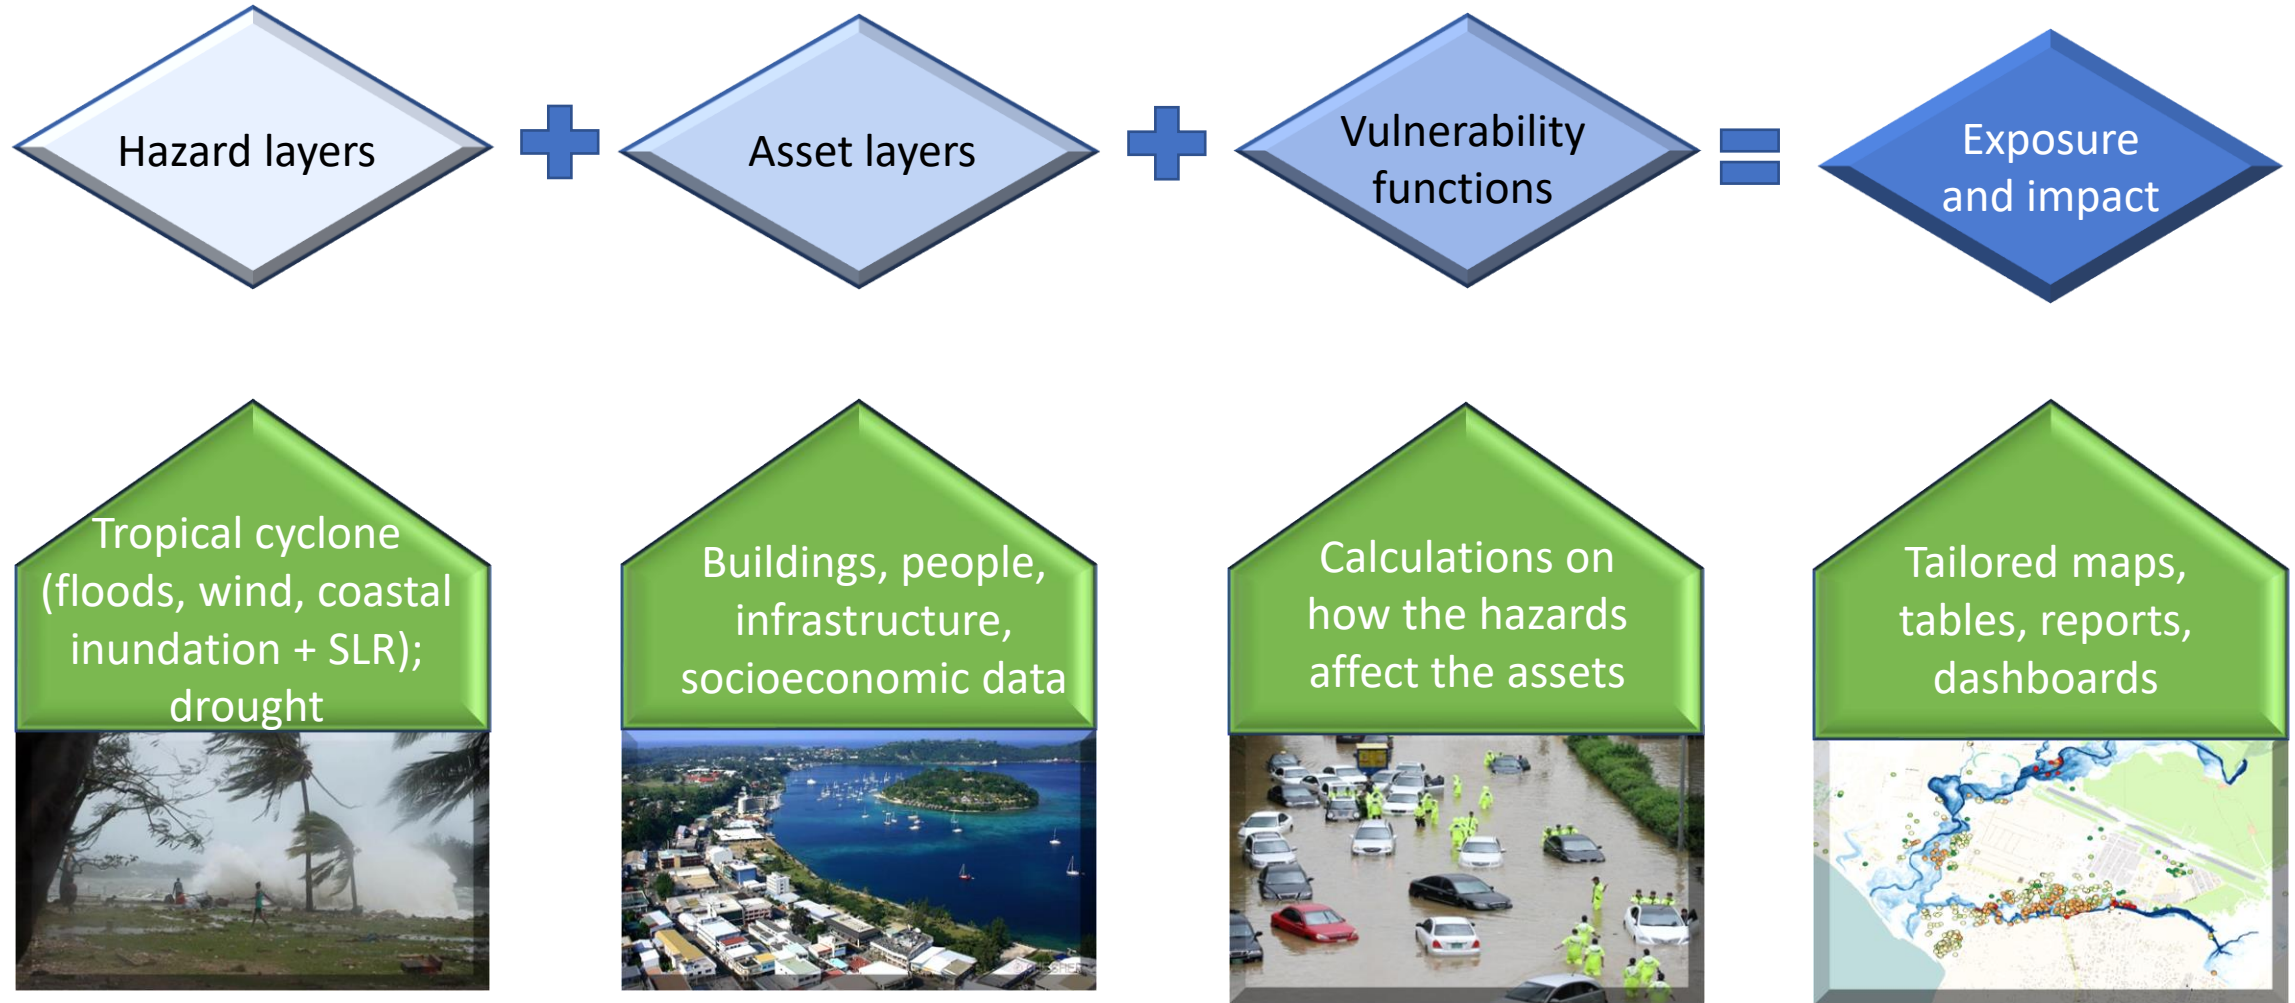 Hazard layers
Asset layers
Vulnerability
functions
Exposure
and impact
Tropical cyclone
(floods, wind, coastal
inundation + SLR);
drought
Buildings, people,
infrastructure,
socioeconomic data
Calculations on
how the hazards
affect the assets
Tailored maps,
tables, reports,
dashboards